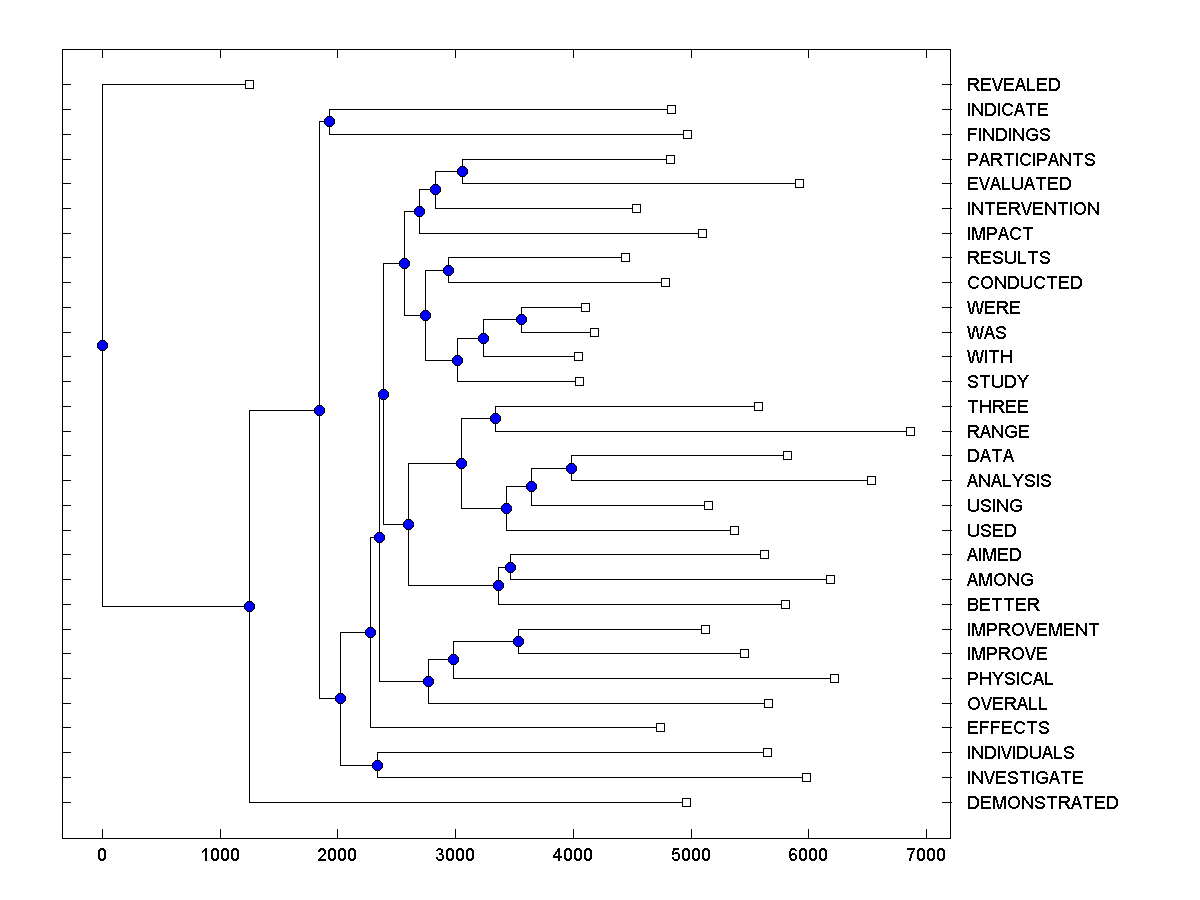 REVEALED
INDICATE
FINDINGS
PARTICIPANTS
EVALUATED
INTERVENTION
IMPACT
RESULTS
CONDUCTED
WERE
WAS
WITH
STUDY
THREE
RANGE
DATA
ANALYSIS
USING
USED
AIMED
AMONG
BETTER
IMPROVEMENT
IMPROVE
PHYSICAL
OVERALL
EFFECTS
INDIVIDUALS
INVESTIGATE
DEMONSTRATED
0 1000 2000 3000 4000 5000 6000 7000